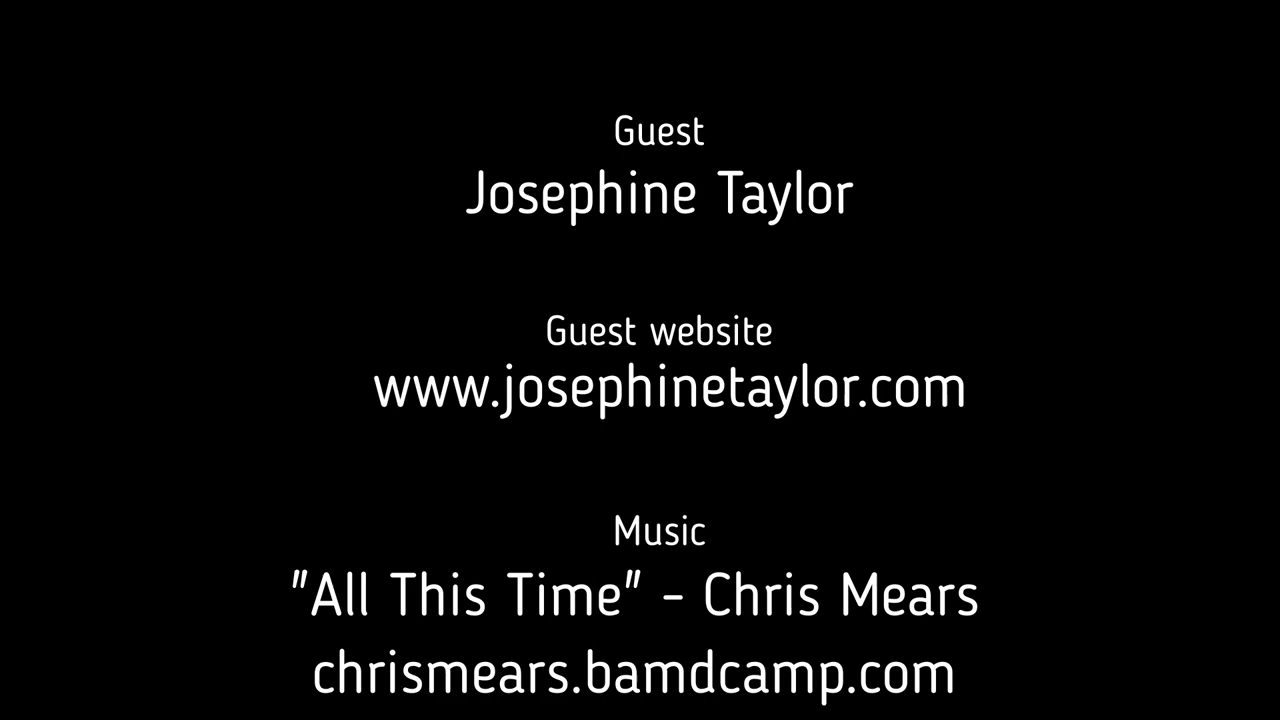 Guest
Josephine Taylor
Guest website
www.josephinetaylor.com
Music
"All This Time" - Chris Mears
chrismears.bamdcamp.com